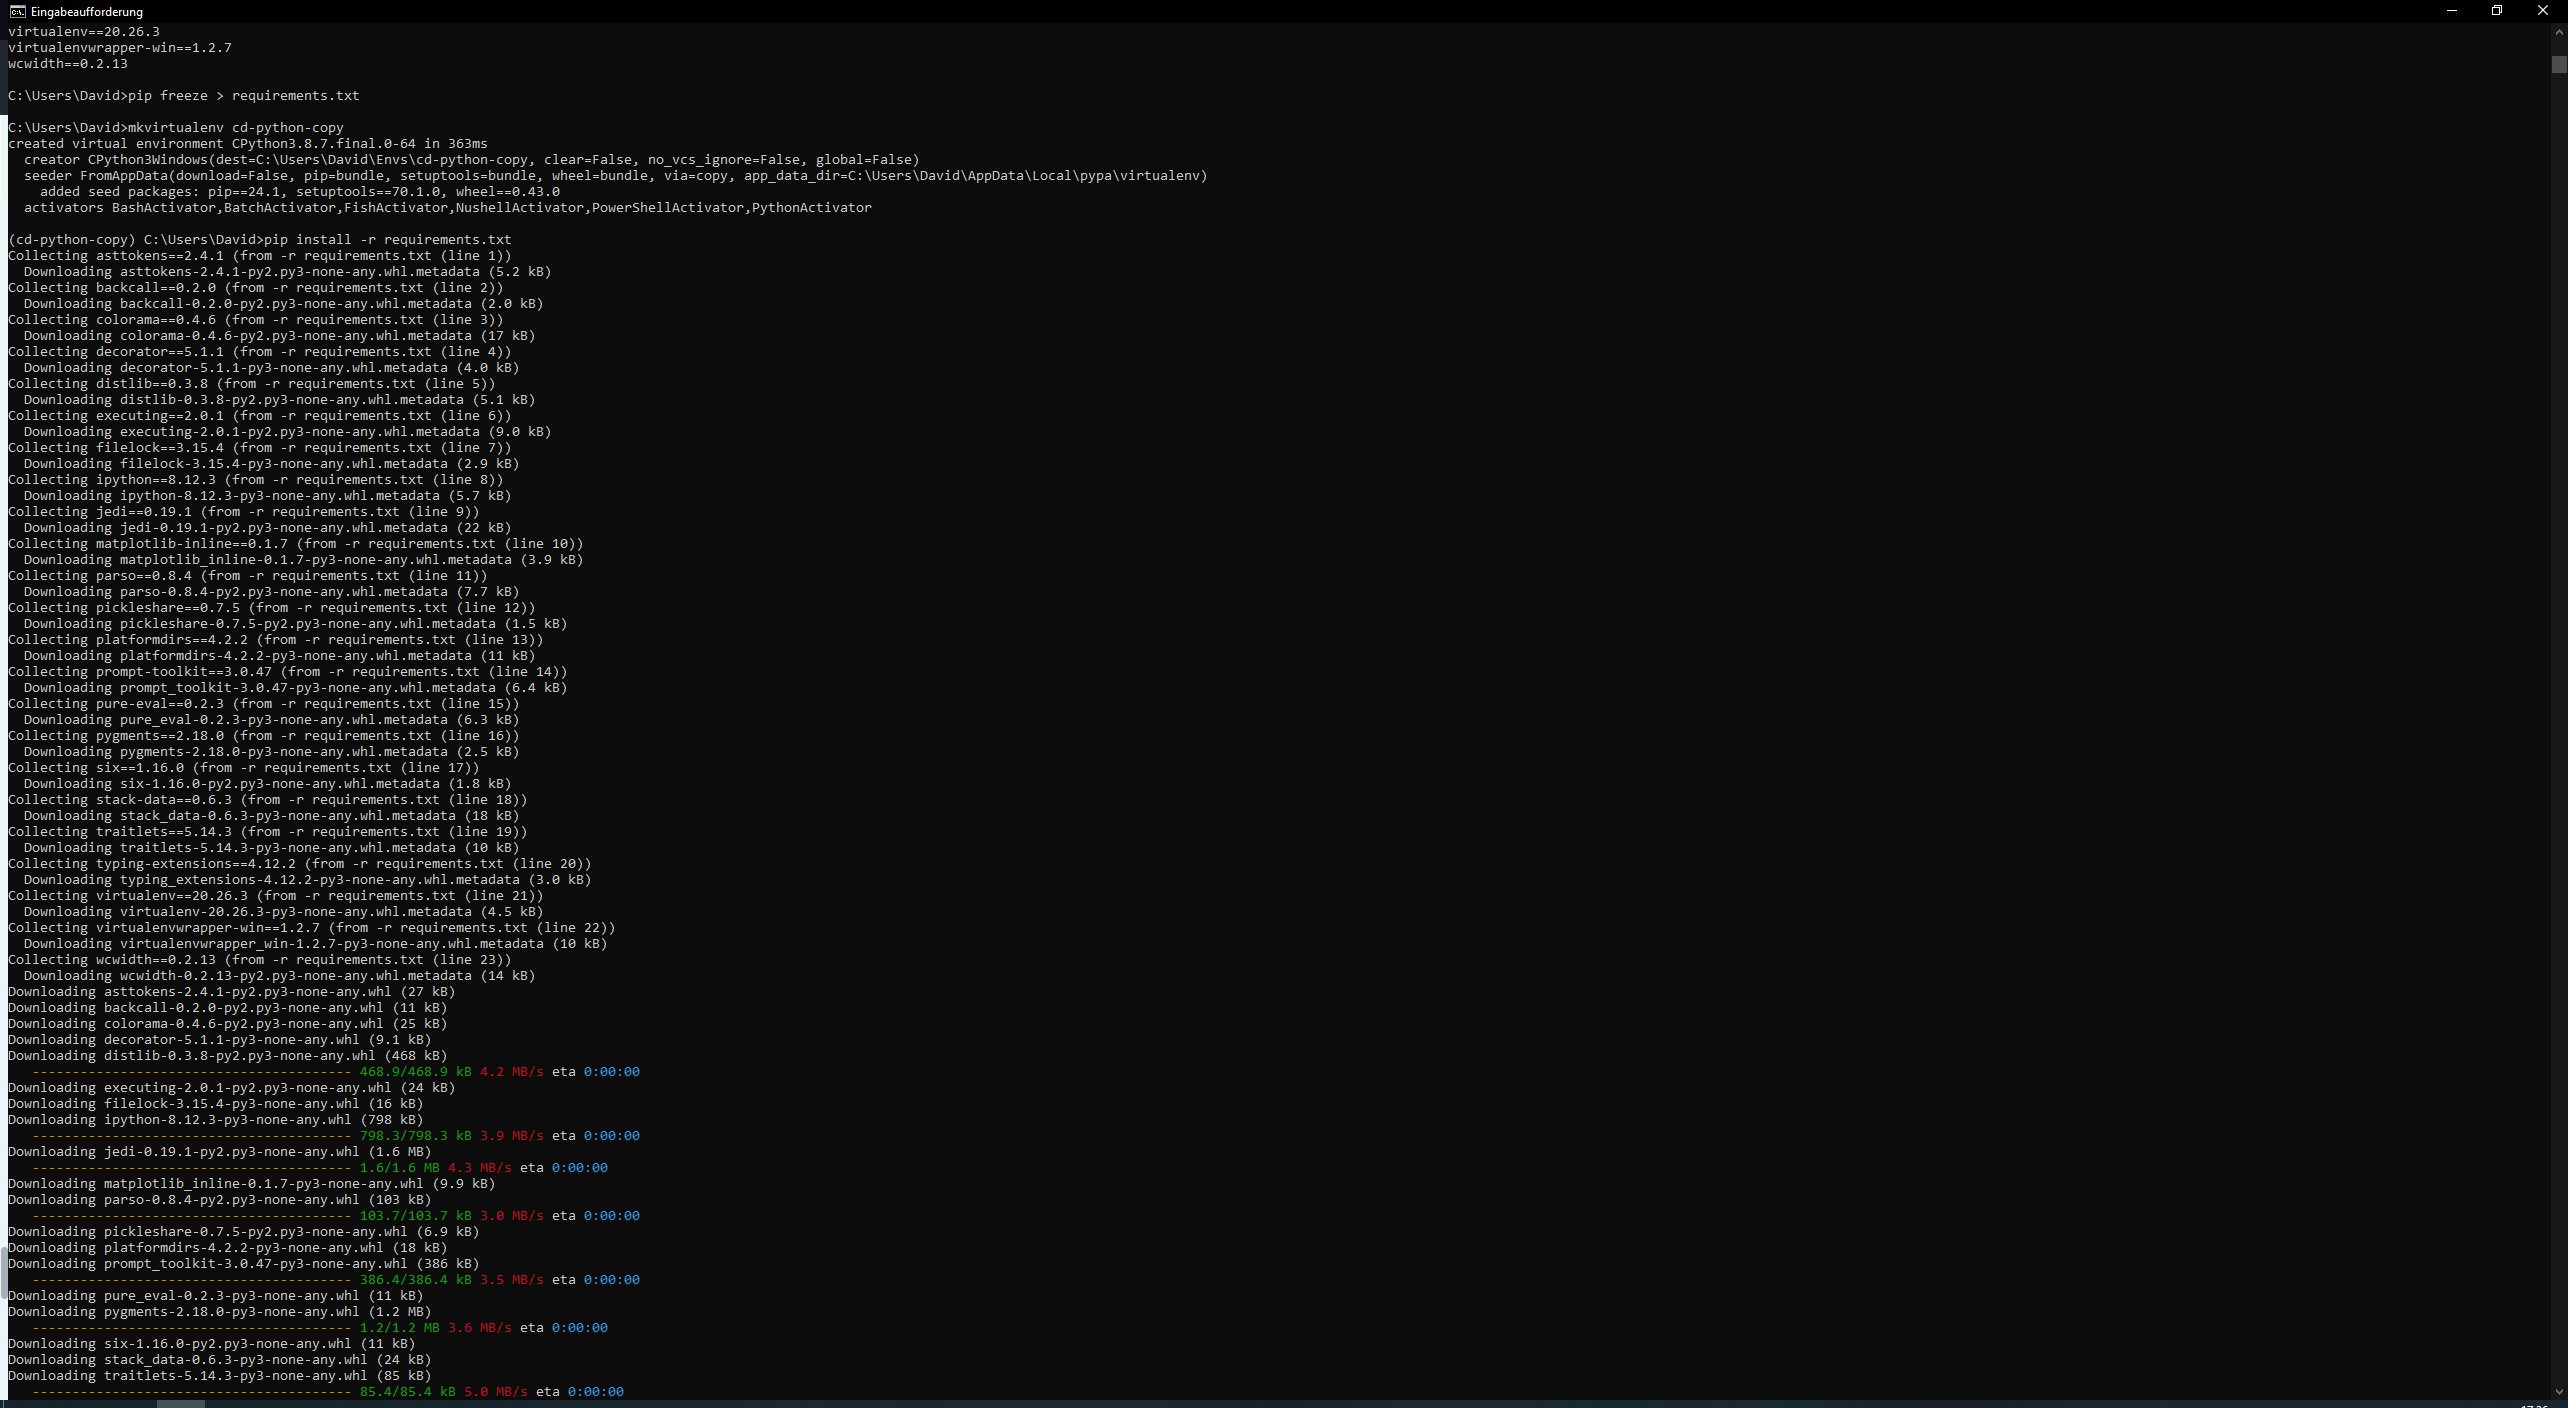 Eingabeaufforderung
virtualenv==20.26.3
virtualenvwrapper-win==1.2.7
wcwidth==0.2.13
C:\Users\David>pip freeze > requirements.txt
C:\Users\David>mkvirtualenv cd-python-copy
created virtual environment CPython3.8.7.final.0-64 in 363ms
creator CPython3Windows(dest=C:\Users\David\Envs\cd-python-copy, clear=False, no_vcs_ignore=False, global=False)
seeder FromAppData(download=False, pip=bundle, setuptools=bundle, wheel=bundle, via=copy, app_data_dir=C:\Users\David\AppData\Local\pypa\virtualenv)
added seed packages: pip==24.1, setuptools==70.1.0, wheel==0.43.0
activators BashActivator,BatchActivator,FishActivator,NushellActivator,PowerShellActivator,PythonActivator
(cd-python-copy) C:\Users\David>pip install -r requirements.txt
Collecting asttokens==2.4.1 (from -r requirements.txt (line 1))
Downloading asttokens-2.4.1-py2.py3-none-any.whl.metadata (5.2 kB)
Collecting backcall==0.2.0 (from -r requirements.txt (line 2))
Downloading backcall-0.2.0-py2.py3-none-any.whl.metadata (2.0 kB)
Collecting colorama==0.4.6 (from -r requirements.txt (line 3))
Downloading colorama-0.4.6-py2.py3-none-any.whl.metadata (17 kB)
Collecting decorator==5.1.1 (from -r requirements.txt (line 4))
Downloading decorator-5.1.1-py3-none-any.whl.metadata (4.0 kB)
Collecting distlib==0.3.8 (from -r requirements.txt (line 5))
Downloading distlib-0.3.8-py2.py3-none-any.whl.metadata (5.1 kB)
Collecting executing==2.0.1 (from -r requirements.txt (line 6))
Downloading executing-2.0.1-py2.py3-none-any.whl.metadata (9.0 kB)
Collecting filelock==3.15.4 (from -r requirements.txt (line 7))
Downloading filelock-3.15.4-py3-none-any.whl.metadata (2.9 kB)
Collecting ipython==8.12.3 (from -r requirements.txt (line 8))
Downloading ipython-8.12.3-py3-none-any.whl.metadata (5.7 kB)
Collecting jedi==0.19.1 (from -r requirements.txt (line 9))
Downloading jedi-0.19.1-py2.py3-none-any.whl.metadata (22 kB)
Collecting matplotlib-inline==0.1.7 (from -r requirements.txt (line 10))
Downloading matplotlib_inline-0.1.7-py3-none-any.whl.metadata (3.9 kB)
Collecting parso==0.8.4 (from -r requirements.txt (line 11))
Downloading parso-0.8.4-py2.py3-none-any.whl.metadata (7.7 kB)
Collecting pickleshare==0.7.5 (from -r requirements.txt (line 12))
Downloading pickleshare-0.7.5-py2.py3-none-any.whl.metadata (1.5 kB)
Collecting platformdirs==4.2.2 (from -r requirements.txt (line 13))
Downloading platformdirs-4.2.2-py3-none-any.whl.metadata (11 kB)
Collecting prompt-toolkit==3.0.47 (from -r requirements.txt (line 14))
Downloading prompt_toolkit-3.0.47-py3-none-any.whl.metadata (6.4 kB)
Collecting pure-eval==0.2.3 (from -r requirements.txt (line 15))
Downloading pure_eval-0.2.3-py3-none-any.whl.metadata (6.3 kB)
Collecting pygments==2.18.0 (from -r requirements.txt (line 16))
Downloading pygments-2.18.0-py3-none-any.whl.metadata (2.5 kB)
Collecting six==1.16.0 (from -r requirements.txt (line 17))
Downloading six-1.16.0-py2.py3-none-any.whl.metadata (1.8 kB)
Collecting stack-data==0.6.3 (from -r requirements.txt (line 18))
Downloading stack_data-0.6.3-py3-none-any.whl.metadata (18 kB)
Collecting traitlets==5.14.3 (from -r requirements.txt (line 19))
Downloading traitlets-5.14.3-py3-none-any.whl.metadata (10 kB)
Collecting typing-extensions==4.12.2 (from -r requirements.txt (line 20))
Downloading typing_extensions-4.12.2-py3-none-any.whl.metadata (3.0 kB)
Collecting virtualenv==20.26.3 (from -r requirements.txt (line 21))
Downloading virtualenv-20.26.3-py3-none-any.whl.metadata (4.5 kB)
Collecting virtualenvwrapper-win==1.2.7 (from -r requirements.txt (line 22))
Downloading virtualenvwrapper_win-1.2.7-py3-none-any.whl.metadata (10 kB)
Collecting wcwidth==0.2.13 (from -r requirements.txt (line 23))
Downloading wcwidth-0.2.13-py2.py3-none-any.whl.metadata (14 kB)
Downloading asttokens-2.4.1-py2.py3-none-any.whl (27 kB)
Downloading backcall-0.2.0-py2.py3-none-any.whl (11 kB)
Downloading colorama-0.4.6-py2.py3-none-any.whl (25 kB)
Downloading decorator-5.1.1-py3-none-any.whl (9.1 kB)
Downloading distlib-0.3.8-py2.py3-none-any.whl (468 kB)
---------------------------------------- 468.9/468.9 kB 4.2 MB/s eta 0:00:00
Downloading executing-2.0.1-py2.py3-none-any.whl (24 kB)
Downloading filelock-3.15.4-py3-none-any.whl (16 kB)
Downloading ipython-8.12.3-py3-none-any.whl (798 kB)
---------------------------------------- 798.3/798.3 kB 3.9 MB/s eta 0:00:00
Downloading jedi-0.19.1-py2.py3-none-any.whl (1.6 MB)
---------------------------------------- 1.6/1.6 MB 4.3 MB/s eta 0:00:00
Downloading matplotlib_inline-0.1.7-py3-none-any.whl (9.9 kB)
Downloading parso-0.8.4-py2.py3-none-any.whl (103 kB)
---------------------------------------- 103.7/103.7 kB 3.0 MB/s eta 0:00:00
Downloading pickleshare-0.7.5-py2.py3-none-any.whl (6.9 kB)
Downloading platformdirs-4.2.2-py3-none-any.whl (18 kB)
Downloading prompt_toolkit-3.0.47-py3-none-any.whl (386 kB)
---------------------------------------- 386.4/386.4 kB 3.5 MB/s eta 0:00:00
Downloading pure_eval-0.2.3-py3-none-any.whl (11 kB)
Downloading pygments-2.18.0-py3-none-any.whl (1.2 MB)
---------------------------------------- 1.2/1.2 MB 3.6 MB/s eta 0:00:00
Downloading six-1.16.0-py2.py3-none-any.whl (11 kB)
Downloading stack_data-0.6.3-py3-none-any.whl (24 kB)
Downloading traitlets-5.14.3-py3-none-any.whl (85 kB)
---------------------------------------- 85.4/85.4 kB 5.0 MB/s eta 0:00:00